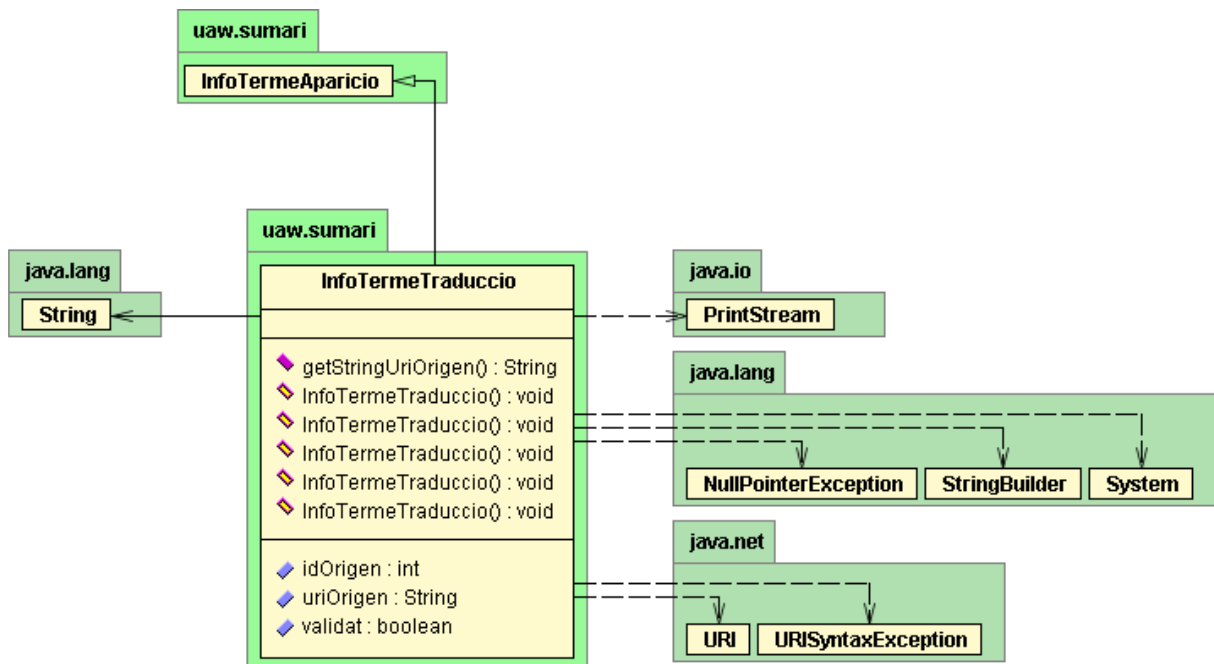 uaw.sumari
InfoTermeAparicio
uaw.sumari
java.lang
String
InfoTermeTraduccio
getStringUriOrigen() : String
InfoTermeTraduccio() : void
InfoTermeTraduccio() : void
InfoTermeTraduccio() : void
InfoTermeTraduccio() : void
InfoTermeTraduccio() : void
idOrigen : int
uriOrigen : String
validat : boolean
java.io
PrintStream
java.lang
NullPointerException
StringBuilder
System
java.net
URI
URISyntaxException